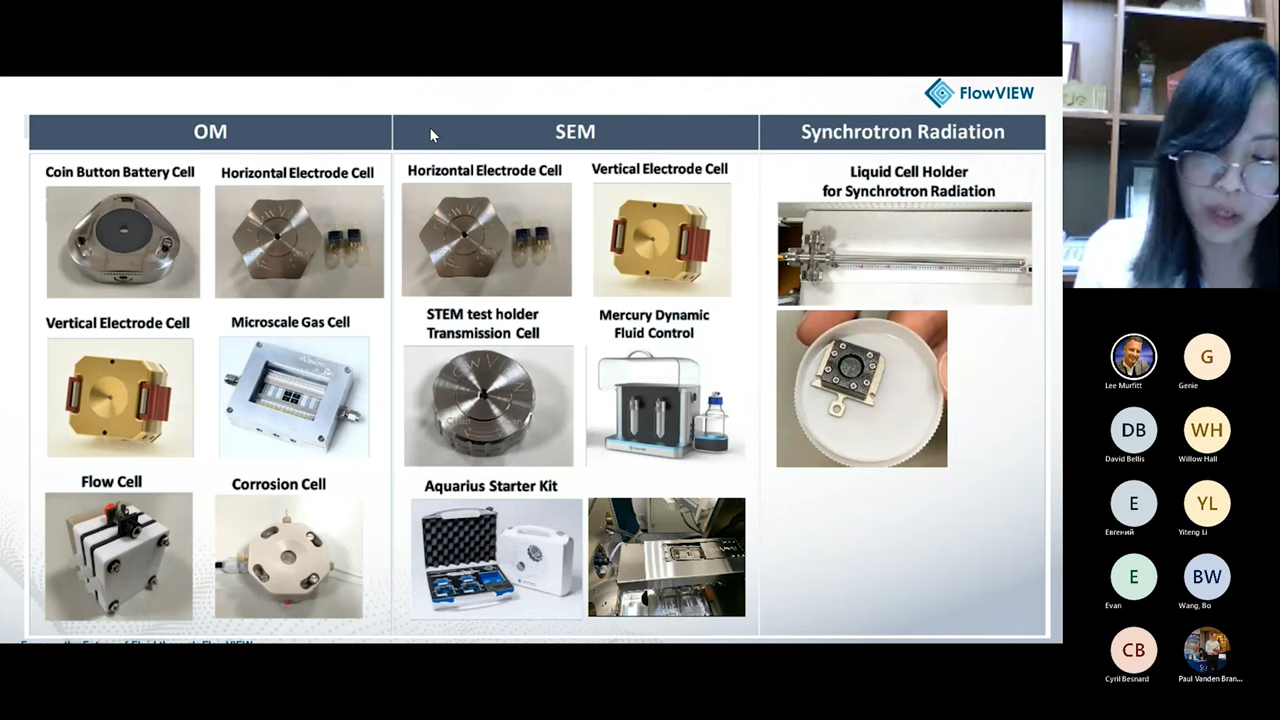 FlowVIEW
OM
SEM
Synchrotron Radiation
Coin Button Battery Cell
Horizontal Electrode Cell
Horizontal Electrode Cell
Vertical Electrode Cell
Liquid Cell Holder
for Synchrotron Radiation
Vertical Electrode Cell
Microscale Gas Cell
STEM test holder
Transmission Cell
Mercury Dynamic
Fluid Control
Flow Cell
Corrosion Cell
Aquarius Starter Kit
Lee Murfitt
G
Genie
DB
David Bellis
WH
Willow Hall
E
Евгений
YL
Yiteng Li
E
Evan
BW
Wang, Bo
CB
Cyril Besnard
Paul Vanden Bran...